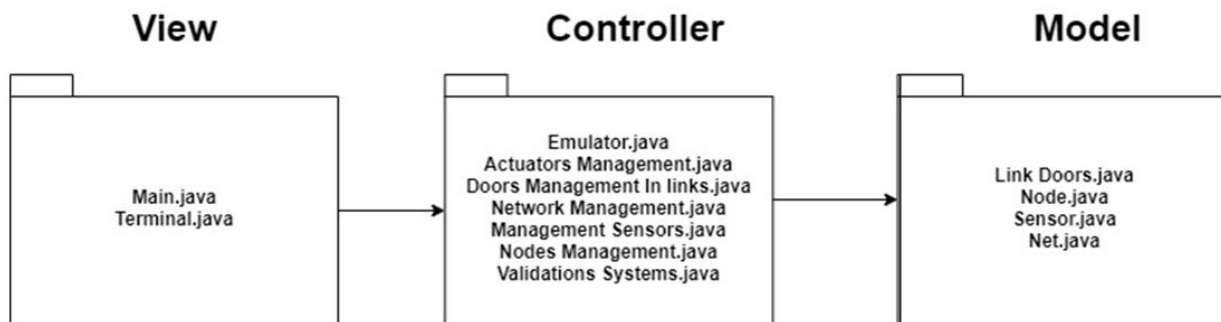 View
Controller
Model
Main.java
Terminal.java
Emulator.java
Actuators Management.java
Doors Management In links.java
Network Management.java
Management Sensors.java
Nodes Management.java
Validations Systems.java
Link Doors.java
Node.java
Sensor.java
Net.java